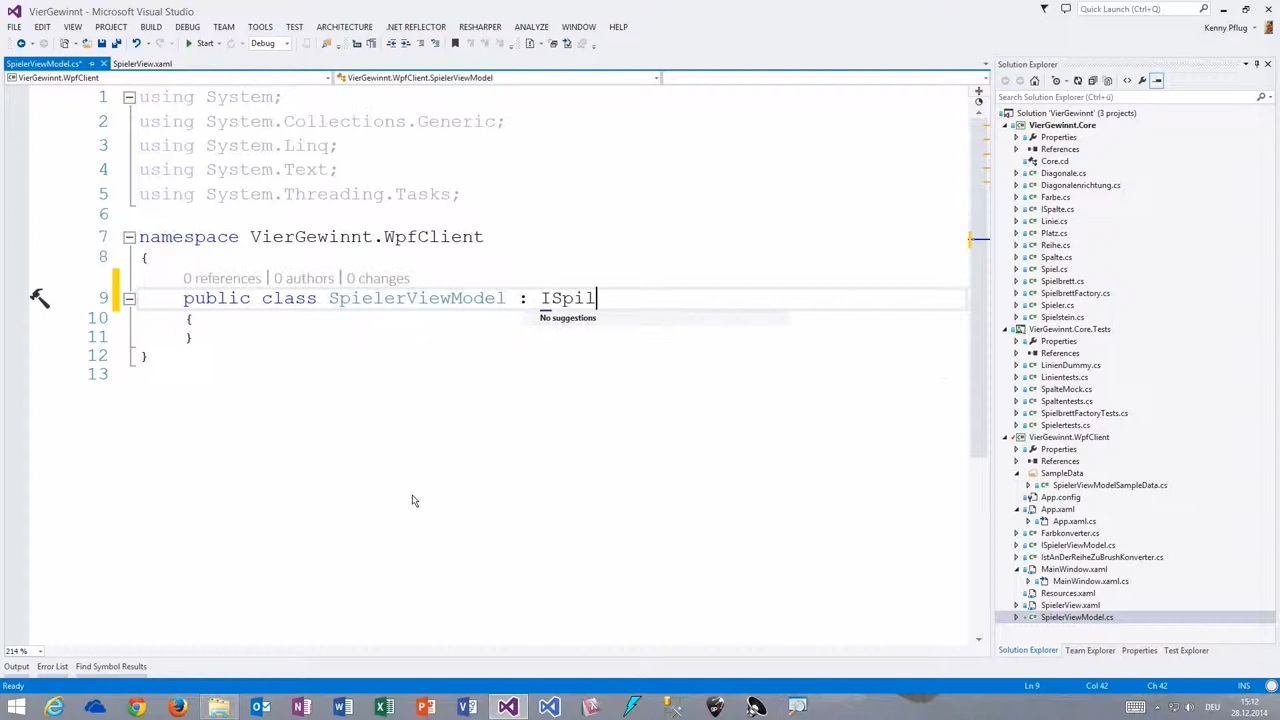 VierGewinnt - Microsoft Visual Studio
Quick Launch (Ctrl+Q)
FILE EDIT VIEW PROJECT BUILD DEBUG TEAM TOOLS TEST .NET REFLECTOR RESHARPER ANALYZE WINDOW HELP
Kenny Pflug
Start Debug
SpielerViewModel.cs* SpielerView.xaml
VierGewinnt.WpfClient VierGewinnt.WpfClient.SpielerViewModel
1 using System;
2 using System.Collections.Generic;
3 using System.Linq;
4 using System.Text;
5 using System.Threading.Tasks;
6
7 namespace VierGewinnt.WpfClient
8 {
0 references | 0 authors | 0 changes
9 public class SpielerViewModel : ISpil
No suggestions
10 {
11 }
12 }
13
214 %
Output Error List Find Symbol Results
Ready
Ln 9 Col 42 Ch 42 INS
Solution Explorer
Search Solution Explorer (Ctrl+ü)
Solution 'VierGewinnt' (3 projects)
VierGewinnt.Core
Properties
References
Core.cd
Diagonale.cs
Diagonalenrichtung.cs
Farbe.cs
ISpalte.cs
Linie.cs
Platz.cs
Reihe.cs
Spalte.cs
Spiel.cs
Spielbrett.cs
SpielbrettFactory.cs
Spieler.cs
Spielstein.cs
VierGewinnt.Core.Tests
Properties
References
LinienDummy.cs
Linientests.cs
SpalteMock.cs
Spaltentests.cs
SpielbrettFactoryTests.cs
Spielertests.cs
VierGewinnt.WpfClient
Properties
References
SampleData
SpielerViewModelSampleData.cs
App.config
App.xaml
App.xaml.cs
Farbkonverter.cs
ISpielerViewModel.cs
IstAnDerReiheZuBrushKonverter.cs
MainWindow.xaml
MainWindow.xaml.cs
Resources.xaml
SpielerView.xaml
SpielerViewModel.cs
Solution Explorer Team Explorer Properties Test Explorer
DEU
15:12
28.12.2014